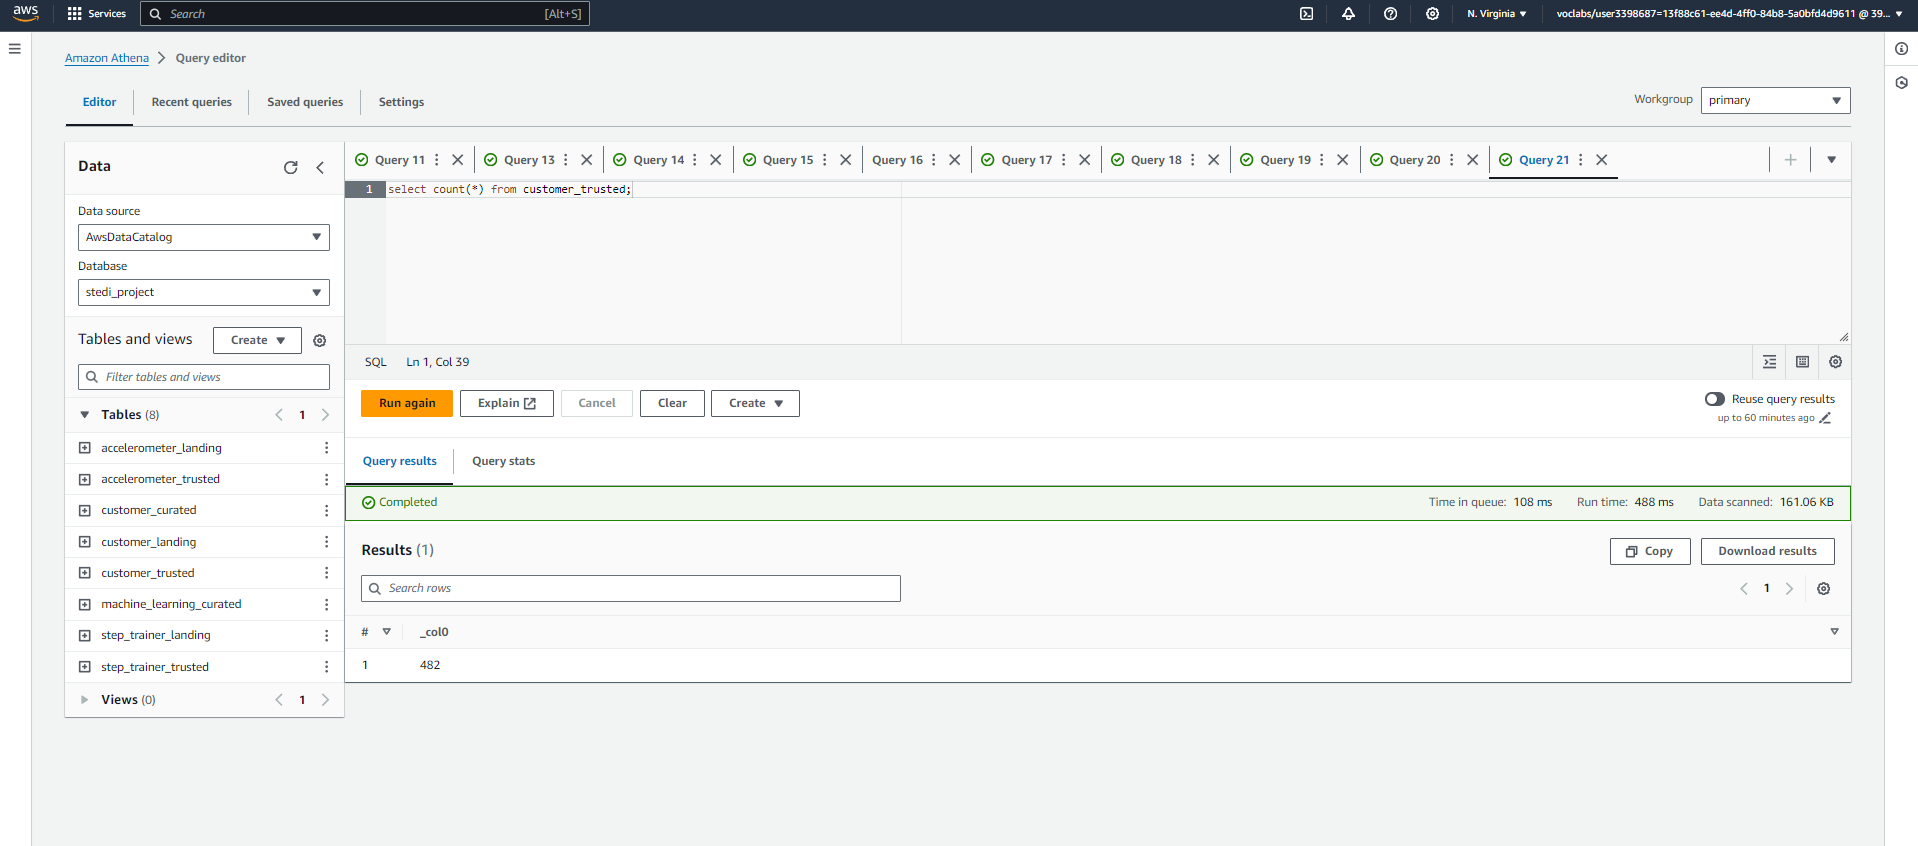 aws
Services
Search [Alt+S]
N. Virginia
voclabs/user3398687=13f88c61-ee4d-4ff0-84b8-5a0bfd4d9611 @ 39...
Amazon Athena
Query editor
Editor
Recent queries
Saved queries
Settings
Workgroup
primary
Data
Data source
AwsDataCatalog
Database
stedi_project
Tables and views
Create
Filter tables and views
Tables (8)
1
accelerometer_landing
accelerometer_trusted
customer_curated
customer_landing
customer_trusted
machine_learning_curated
step_trainer_landing
step_trainer_trusted
Views (0)
1
Query 11
Query 13
Query 14
Query 15
Query 16
Query 17
Query 18
Query 19
Query 20
Query 21
1 select count(*) from customer_trusted;
SQL
Ln 1, Col 39
Run again
Explain
Cancel
Clear
Create
Reuse query results
up to 60 minutes ago
Query results
Query stats
Completed
Time in queue: 108 ms
Run time: 488 ms
Data scanned: 161.06 KB
Results (1)
Copy
Download results
Search rows
1
# _col0
1 482